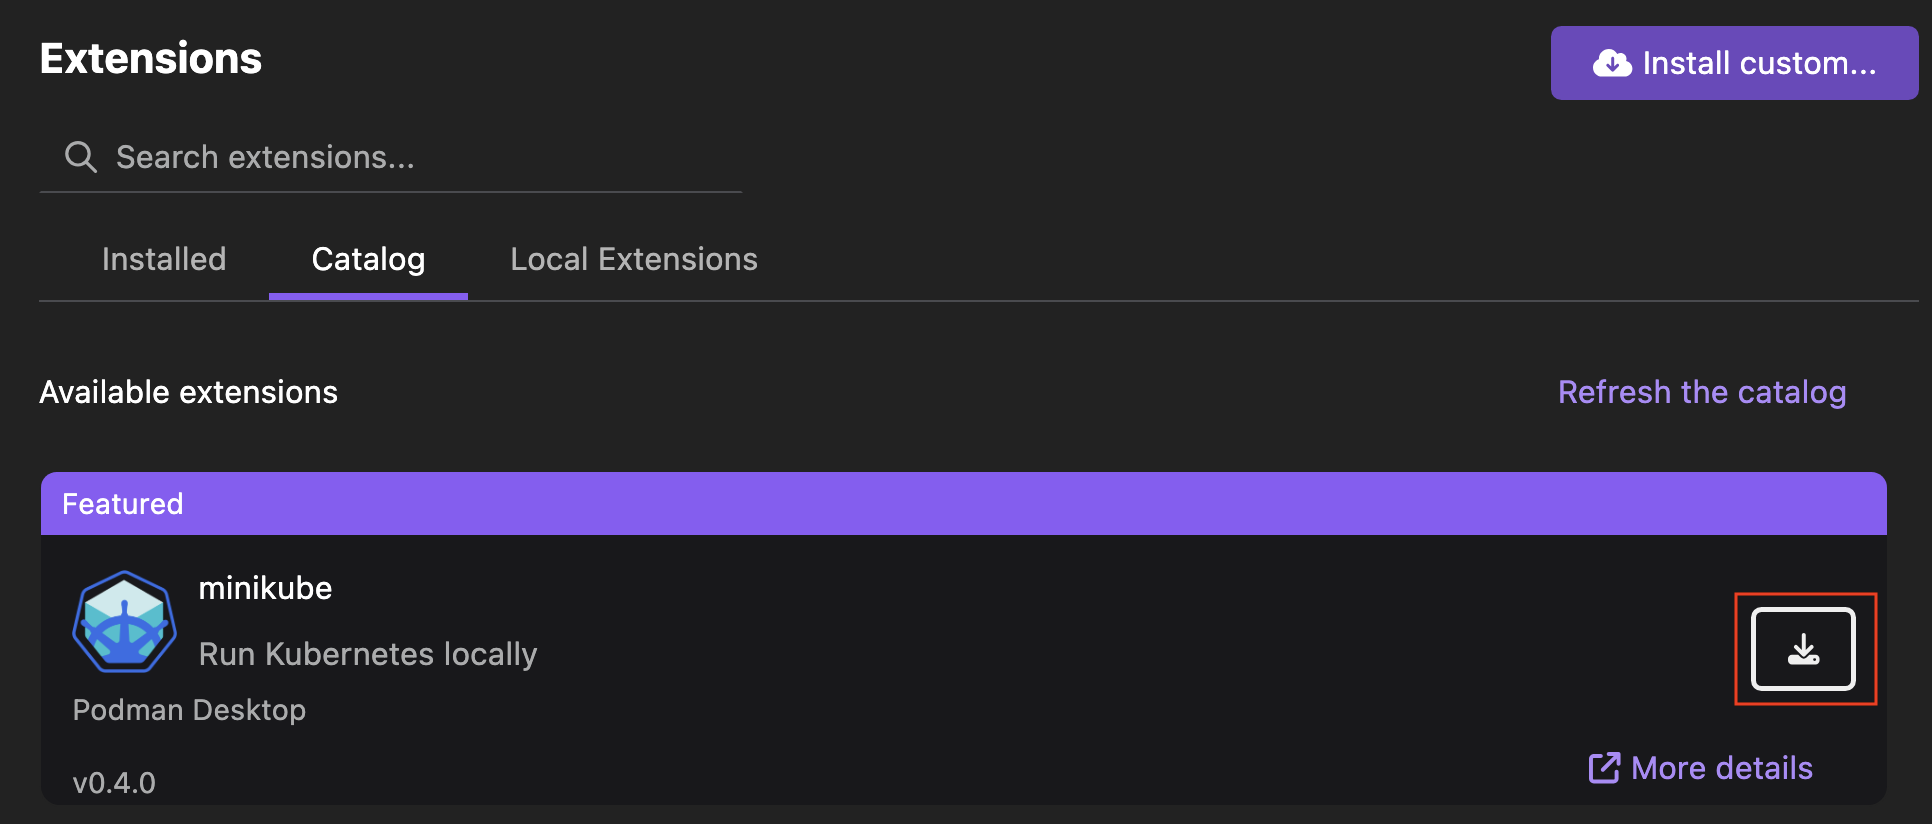 Extensions
Install custom...
Search extensions...
Installed Catalog Local Extensions
Available extensions
Refresh the catalog
Featured
minikube
Run Kubernetes locally
Podman Desktop
v0.4.0
More details